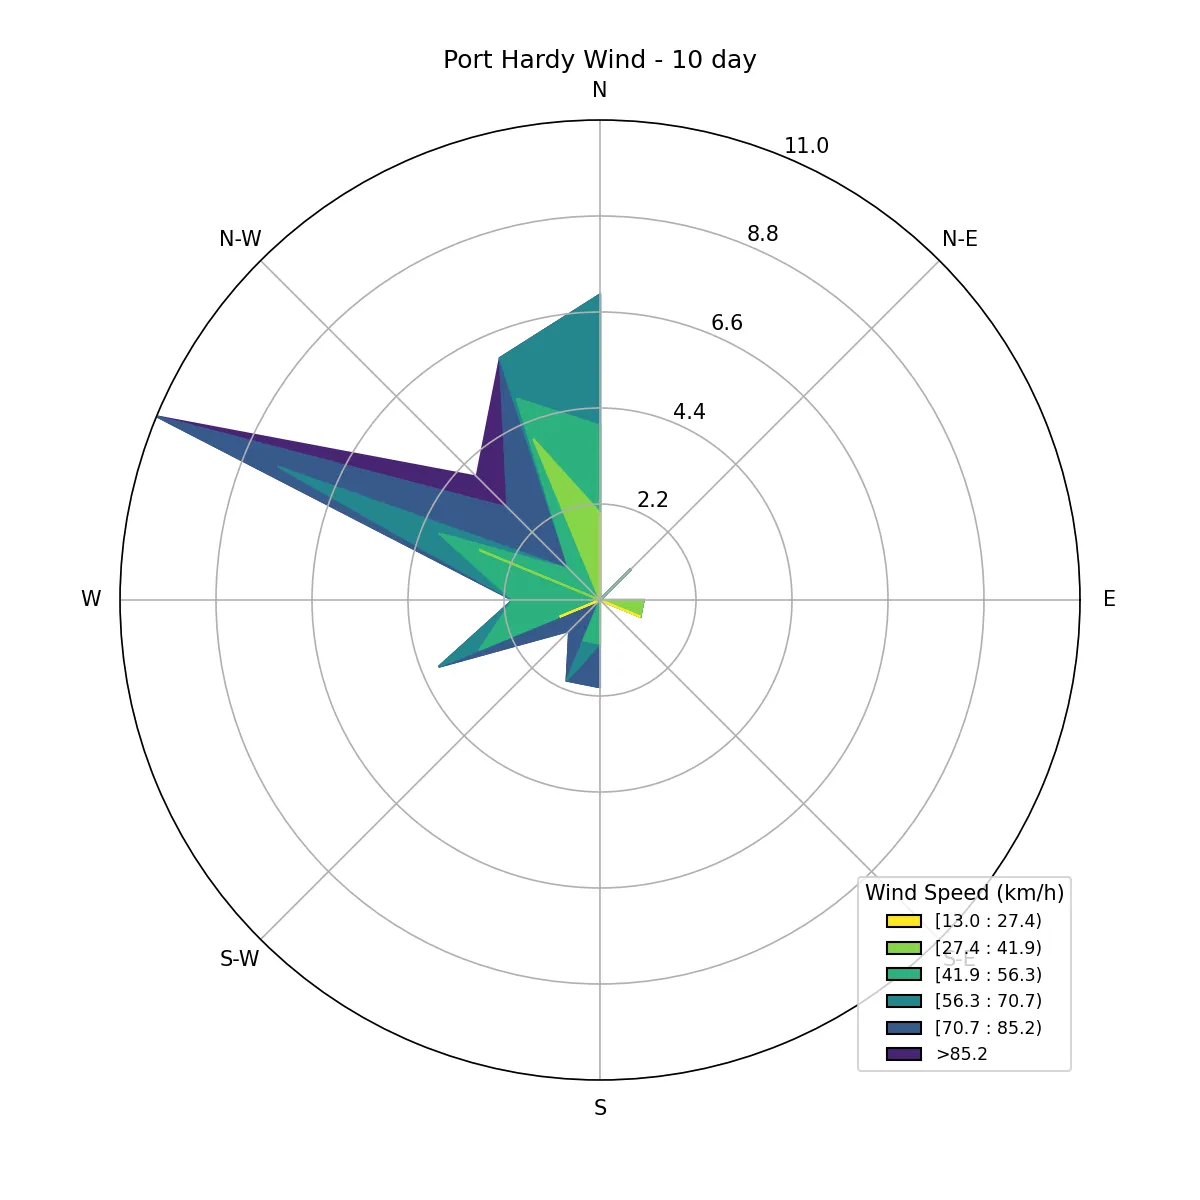 Port Hardy Wind - 10 day
N
11.0
N-W
8.8
N-E
6.6
4.4
2.2
W
E
S-W
S-E
S
Wind Speed (km/h)
[13.0 : 27.4)
[27.4 : 41.9)
[41.9 : 56.3)
[56.3 : 70.7)
[70.7 : 85.2)
>85.2